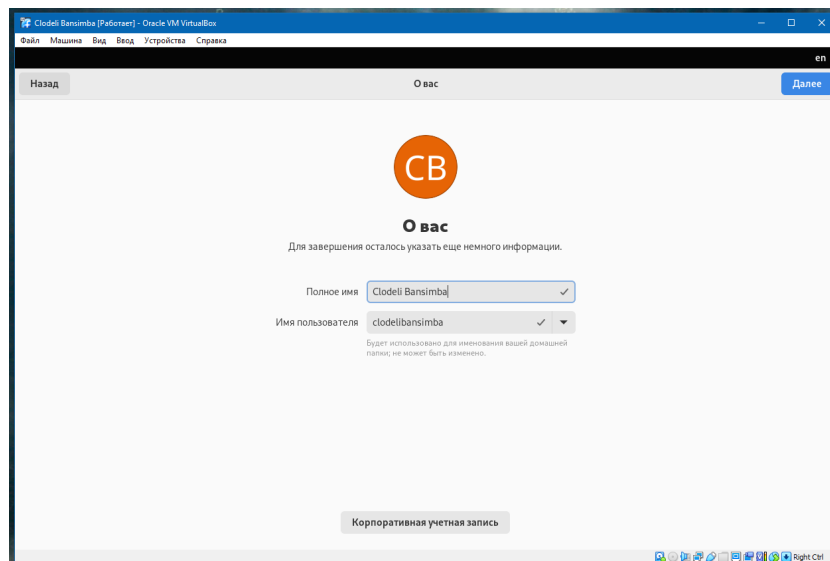 Clodeli Bansimba [Работает] - Oracle VM VirtualBox
Файл Машина Вид Ввод Устройства Справка
en
Назад О вас Далее
CB
О вас
Для завершения осталось указать еще немного информации.
Полное имя Clodeli Bansimba
Имя пользователя clodelibansimba
Будет использовано для именования вашей домашней
папки; не может быть изменено.
Корпоративная учетная запись
Right Ctrl